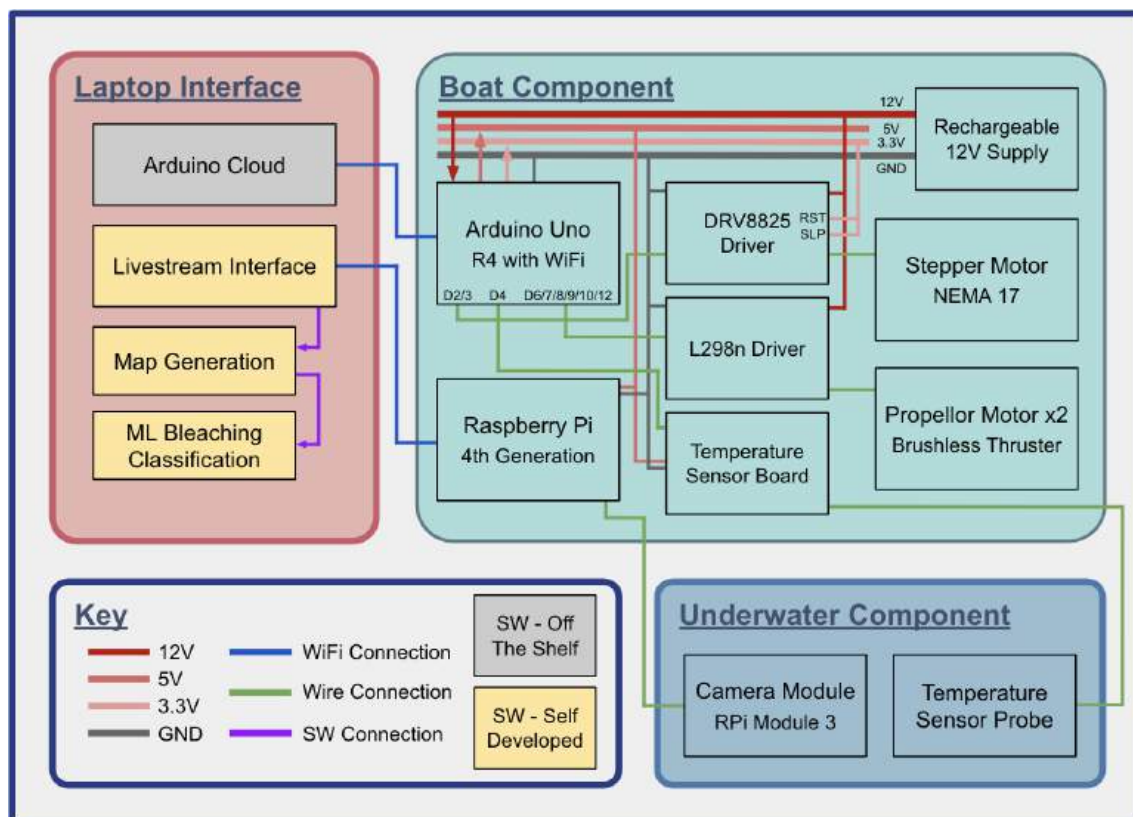 Laptop Interface
Arduino Cloud
Livestream Interface
Map Generation
ML Bleaching
Classification
Boat Component
12V
5V
3.3V
GND
Rechargeable
12V Supply
Arduino Uno
R4 with WiFi
D2/3 D4 D6/7/8/9/10/12
DRV8825
Driver
RST
SLP
Stepper Motor
NEMA 17
L298n Driver
Raspberry Pi
4th Generation
Temperature
Sensor Board
Propellor Motor x2
Brushless Thruster
Key
12V
5V
3.3V
GND
WiFi Connection
Wire Connection
SW Connection
SW - Off
The Shelf
SW - Self
Developed
Underwater Component
Camera Module
RPi Module 3
Temperature
Sensor Probe